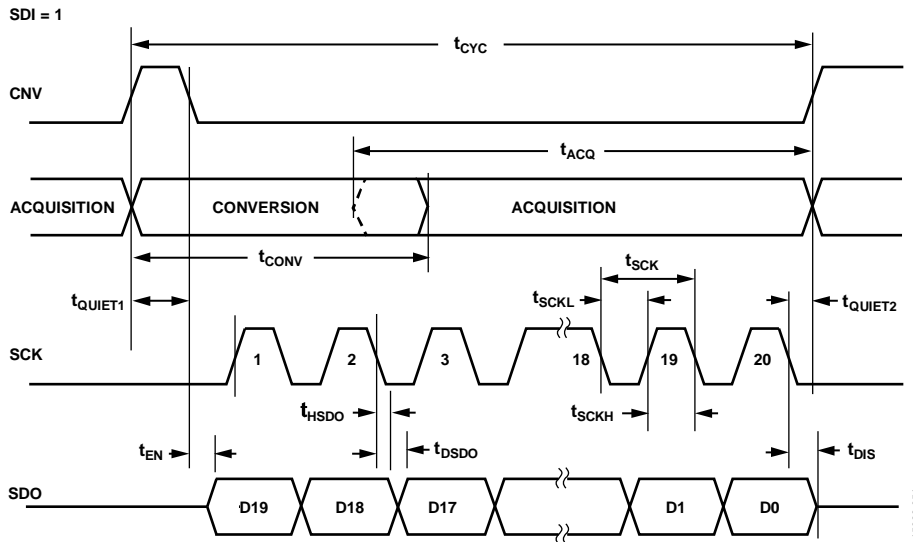 SDI = 1
tCYC
CNV
tACQ
ACQUISITION CONVERSION ACQUISITION
tCONV
tSCK
tQUIET1 tSCKL tQUIET2
SCK 1 2 3 18 19 20
tHSDO tSCKH
tEN tDSDO tDIS
SDO D19 D18 D17 D1 D0